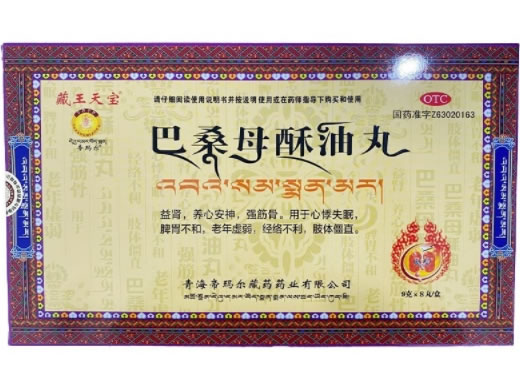 藏王天宝
帝玛尔
请仔细阅读使用说明书并按说明使用或在药师指导下购买和使用
OTC
国药准字Z63020163
巴桑母酥油丸
益肾,养心安神,强筋骨。用于心悸失眠,
脾胃不和,老年虚弱,经络不利,肢体僵直。
青海帝玛尔藏药药业有限公司
9克×8丸/盒